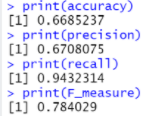 > print(accuracy)
[1] 0.6685237
> print(precision)
[1] 0.6708075
> print(recall)
[1] 0.9432314
> print(F_measure)
[1] 0.784029